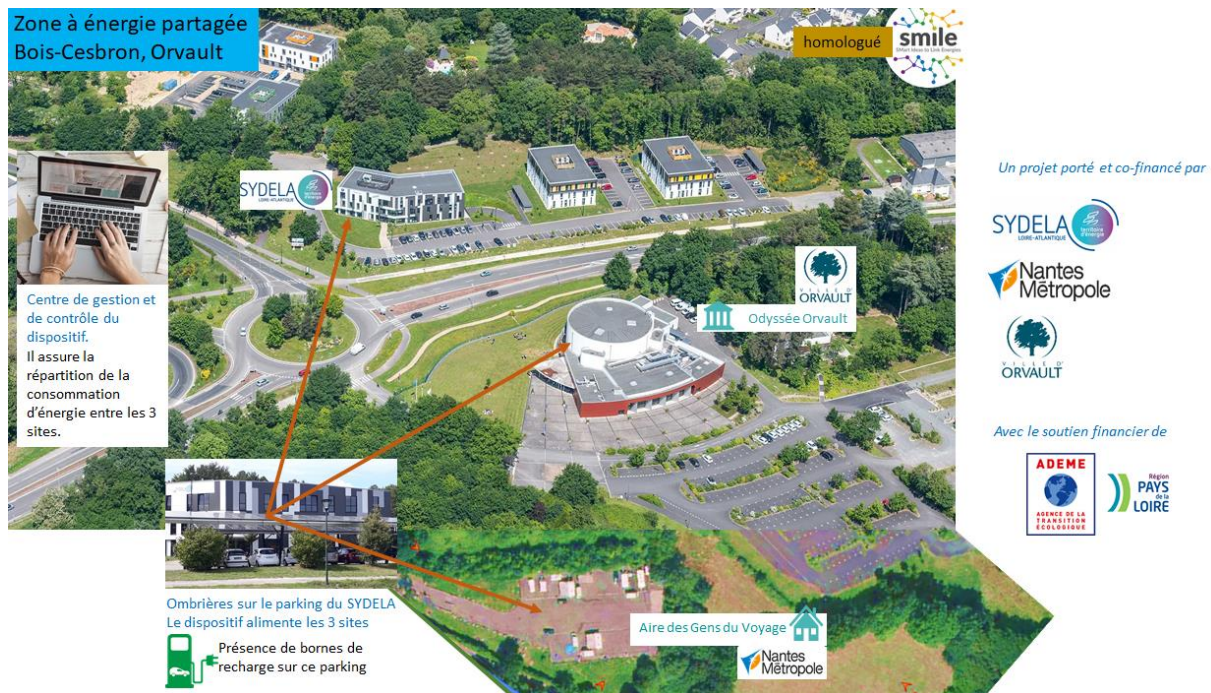 Zone à énergie partagée
Bois-Cesbron, Orvault
homologué
smile
SMart Ideas to Link Energies
SYDELA
LOIRE-ATLANTIQUE
territoire
d'énergie
Un projet porté et co-financé par
SYDELA
LOIRE-ATLANTIQUE
territoire
d'énergie
Nantes
Métropole
VILLE D'
ORVAULT
Avec le soutien financier de
ADEME
AGENCE DE LA
TRANSITION
ÉCOLOGIQUE
Région
PAYS
de la
LOIRE
VILLE D'
ORVAULT
Odyssée Orvault
Centre de gestion et
de contrôle du
dispositif.
Il assure la
répartition de la
consommation
d'énergie entre les 3
sites.
Ombrières sur le parking du SYDELA
Le dispositif alimente les 3 sites
Présence de bornes de
recharge sur ce parking
Aire des Gens du Voyage
Nantes
Métropole